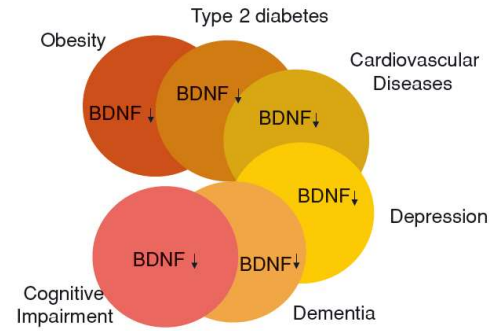 Type 2 diabetes
Obesity
Cardiovascular
Diseases
BDNF ↓
BDNF ↓
BDNF ↓
BDNF ↓
Depression
BDNF ↓
BDNF ↓
Cognitive
Impairment
Dementia